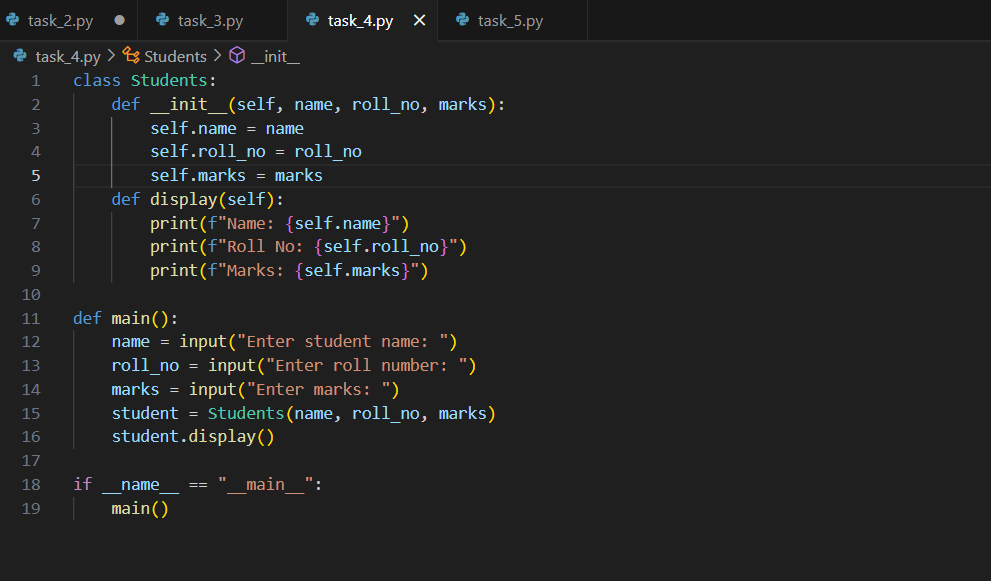 task_2.py
task_3.py
task_4.py
task_5.py
task_4.py > Students > __init__
1 class Students:
2     def __init__(self, name, roll_no, marks):
3         self.name = name
4         self.roll_no = roll_no
5         self.marks = marks
6     def display(self):
7         print(f"Name: {self.name}")
8         print(f"Roll No: {self.roll_no}")
9         print(f"Marks: {self.marks}")
10
11 def main():
12     name = input("Enter student name: ")
13     roll_no = input("Enter roll number: ")
14     marks = input("Enter marks: ")
15     student = Students(name, roll_no, marks)
16     student.display()
17
18 if __name__ == "__main__":
19     main()